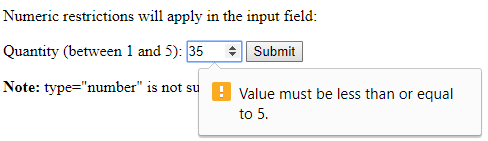 Numeric restrictions will apply in the input field:
Quantity (between 1 and 5): 35 Submit
Note: type="number" is not su
Value must be less than or equal
to 5.